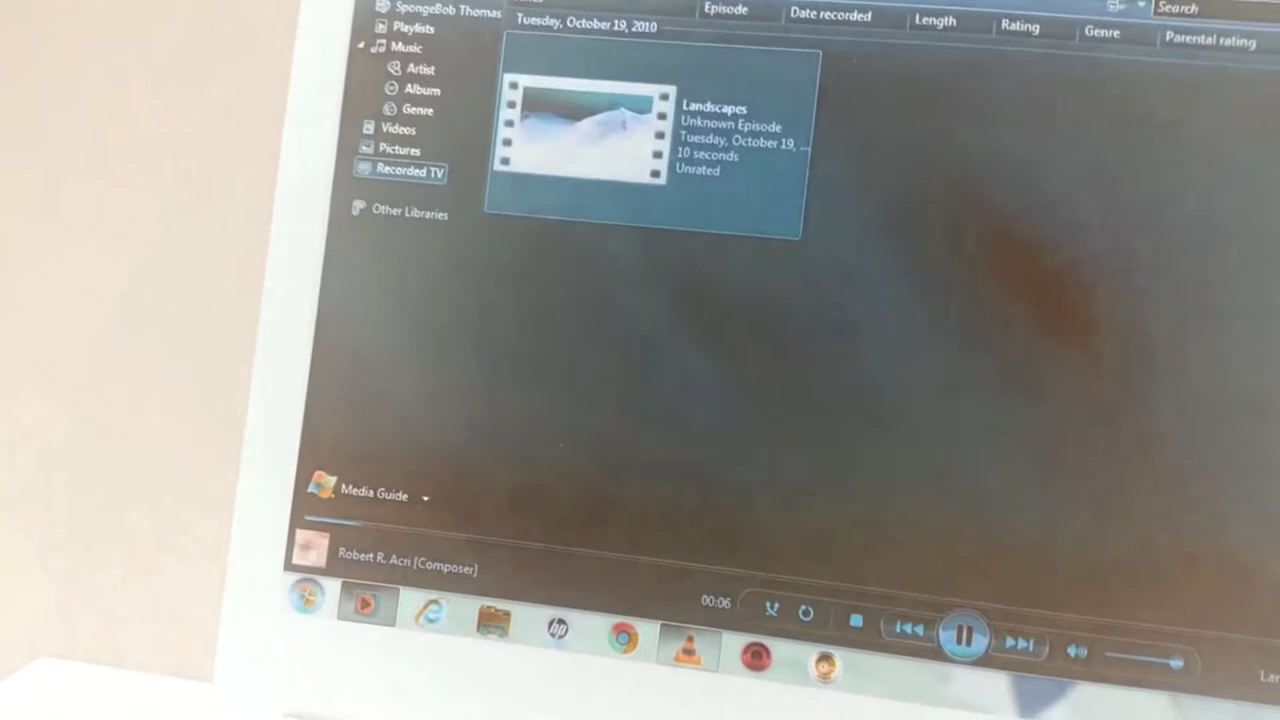 SpongeBob Thomas
Playlists
Music
Artist
Album
Genre
Videos
Pictures
Recorded TV
Other Libraries
Episode
Date recorded
Length
Rating
Genre
Parental rating
Search
Tuesday, October 19, 2010
Landscapes
Unknown Episode
Tuesday, October 19, ...
10 seconds
Unrated
Media Guide
Robert R. Acri [Composer]
00:06
hp